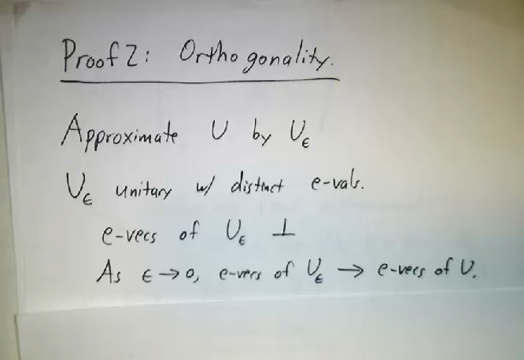 Proof 2: Orthogonality.
Approximate U by Uϵ
Uϵ unitary w/ distinct e-vals.
e-vecs of Uϵ ⊥
As ϵ → 0, e-vecs of Uϵ → e-vecs of U.